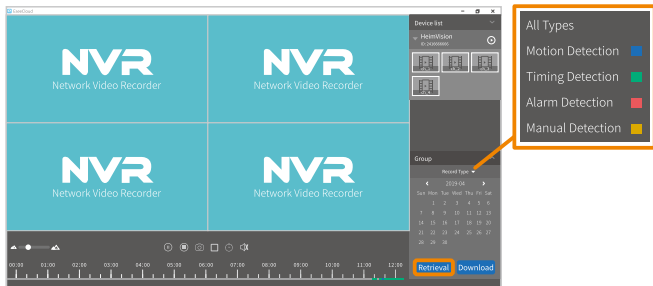 EseeCloud
NVR
Network Video Recorder
NVR
Network Video Recorder
NVR
Network Video Recorder
NVR
Network Video Recorder
Device list
HeimVision
Group
Record Type
2019-04
Sun Mon Tue Wed Thu Fri Sat
1 2 3 4 5 6
7 8 9 10 11 12 13
14 15 16 17 18 19 20
21 22 23 24 25 26 27
28 29 30
Retrieval Download
00:00 01:00 02:00 03:00 04:00 05:00 06:00 07:00 08:00 09:00 10:00 11:00 12:00
All Types
Motion Detection
Timing Detection
Alarm Detection
Manual Detection